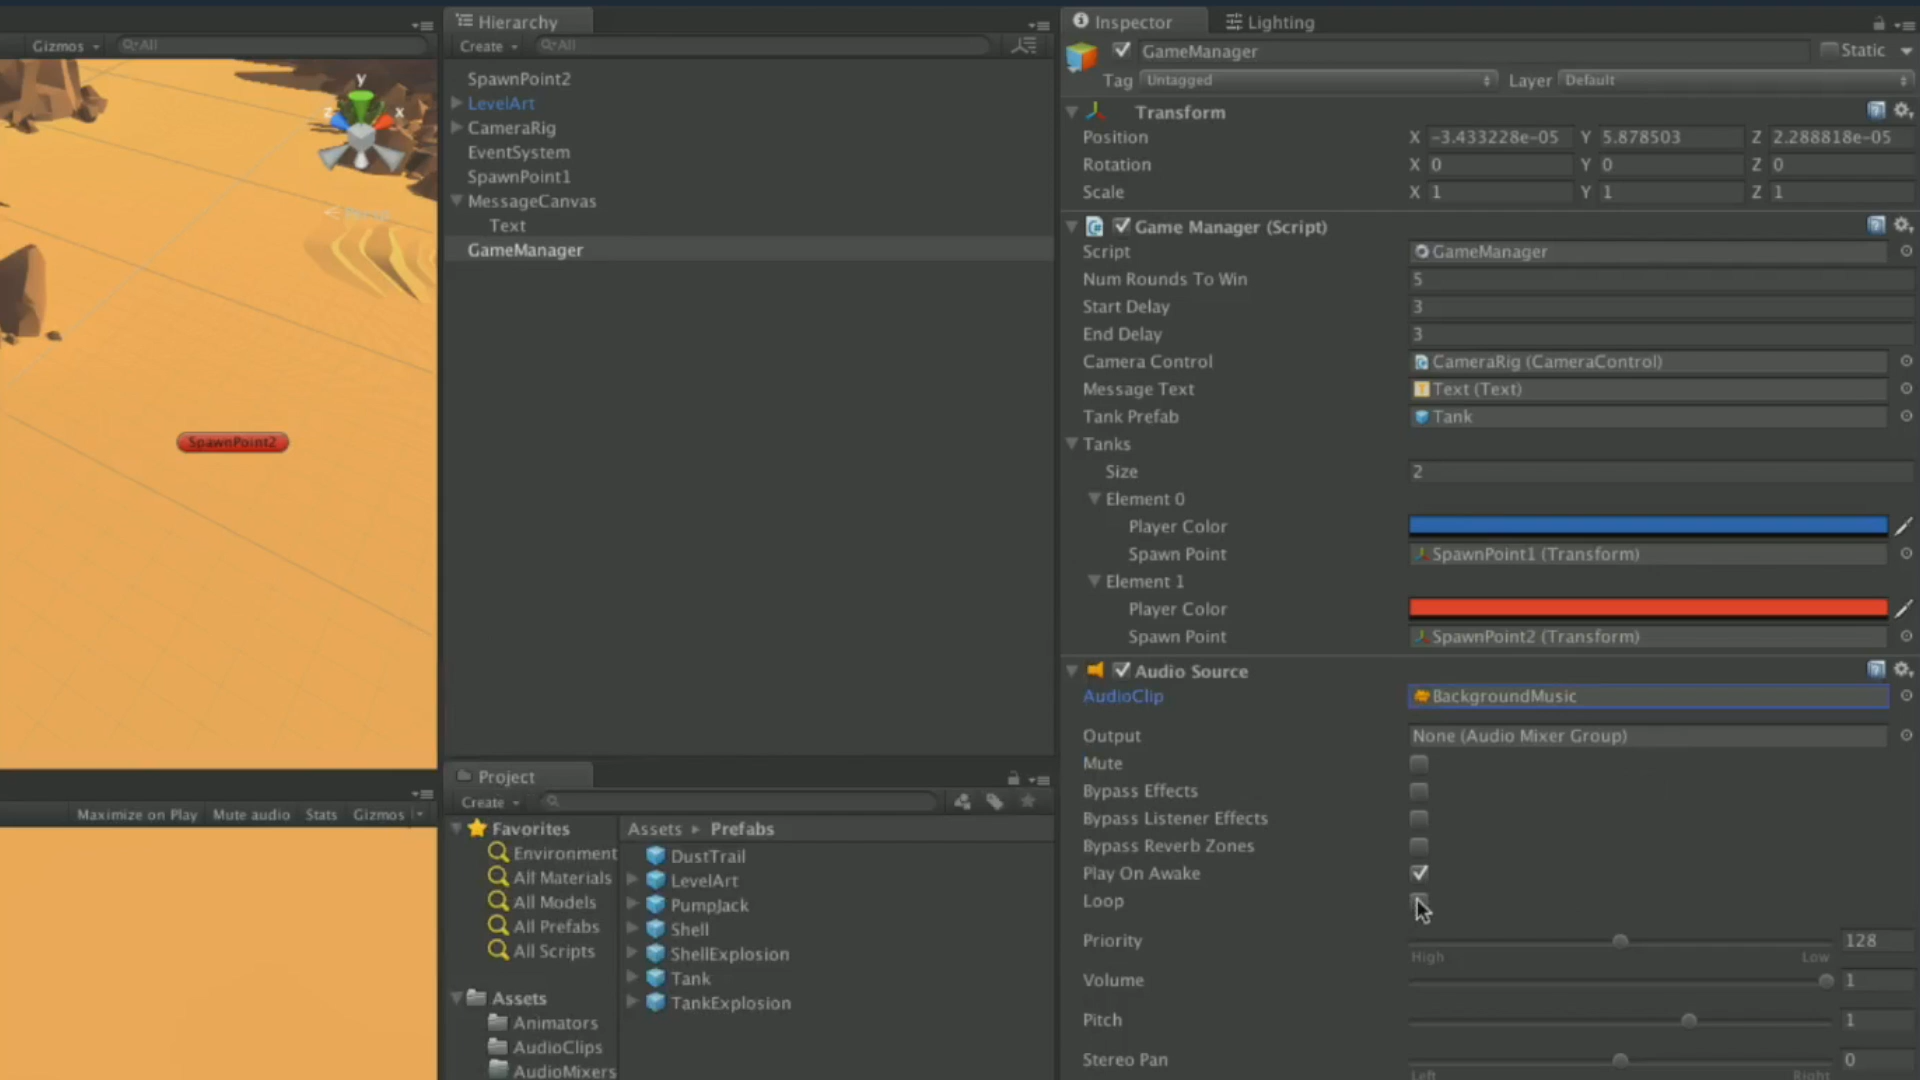 Gizmos
All
y
x
z
Persp
SpawnPoint2
Maximize on Play Mute audio Stats Gizmos
Hierarchy
Create
All
SpawnPoint2
LevelArt
CameraRig
EventSystem
SpawnPoint1
MessageCanvas
Text
GameManager
Project
Create
Favorites
Environment
All Materials
All Models
All Prefabs
All Scripts
Assets
Animators
AudioClips
AudioMixers
Assets Prefabs
DustTrail
LevelArt
PumpJack
Shell
ShellExplosion
Tank
TankExplosion
Inspector
Lighting
GameManager
Static
Tag Untagged Layer Default
Transform
Position X -3.433228e-05 Y 5.878503 Z 2.288818e-05
Rotation X 0 Y 0 Z 0
Scale X 1 Y 1 Z 1
Game Manager (Script)
Script GameManager
Num Rounds To Win 5
Start Delay 3
End Delay 3
Camera Control CameraRig (CameraControl)
Message Text Text (Text)
Tank Prefab Tank
Tanks
Size 2
Element 0
Player Color
Spawn Point SpawnPoint1 (Transform)
Element 1
Player Color
Spawn Point SpawnPoint2 (Transform)
Audio Source
AudioClip BackgroundMusic
Output None (Audio Mixer Group)
Mute
Bypass Effects
Bypass Listener Effects
Bypass Reverb Zones
Play On Awake
Loop
Priority 128
High Low
Volume 1
Pitch 1
Stereo Pan 0
Left Right